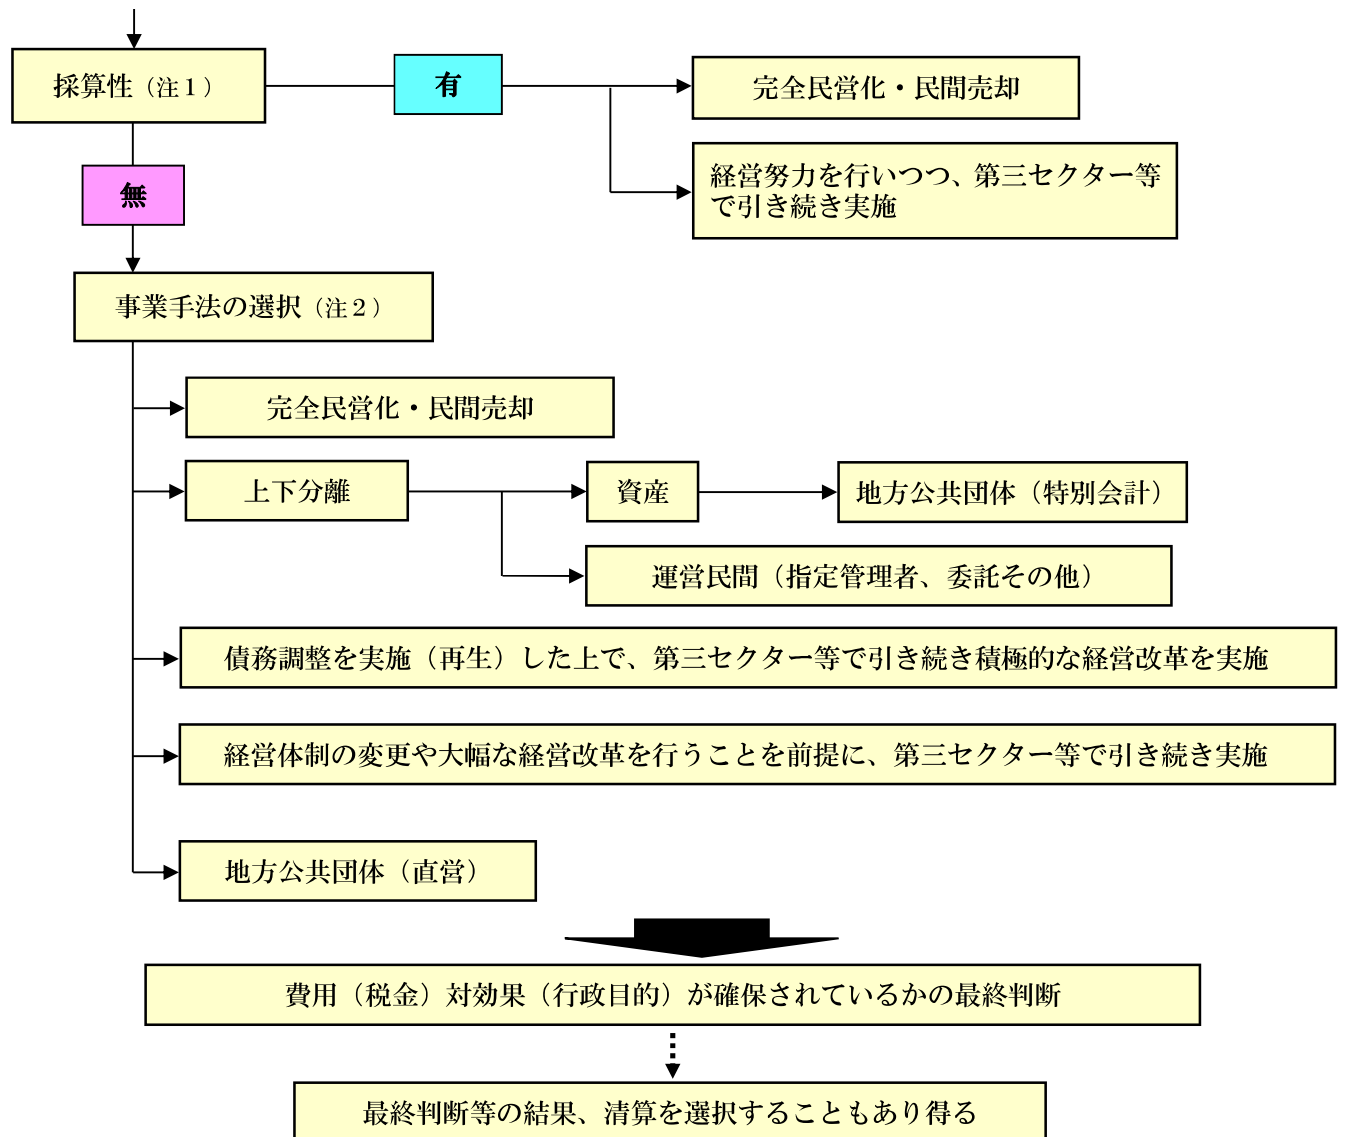 採算性（注１）
有
完全民営化・民間売却
経営努力を行いつつ、第三セクター等
で引き続き実施
無
事業手法の選択（注２）
完全民営化・民間売却
上下分離
資産
地方公共団体（特別会計）
運営民間（指定管理者、委託その他）
債務調整を実施（再生）した上で、第三セクター等で引き続き積極的な経営改革を実施
経営体制の変更や大幅な経営改革を行うことを前提に、第三セクター等で引き続き実施
地方公共団体（直営）
費用（税金）対効果（行政目的）が確保されているかの最終判断
最終判断等の結果、清算を選択することもあり得る